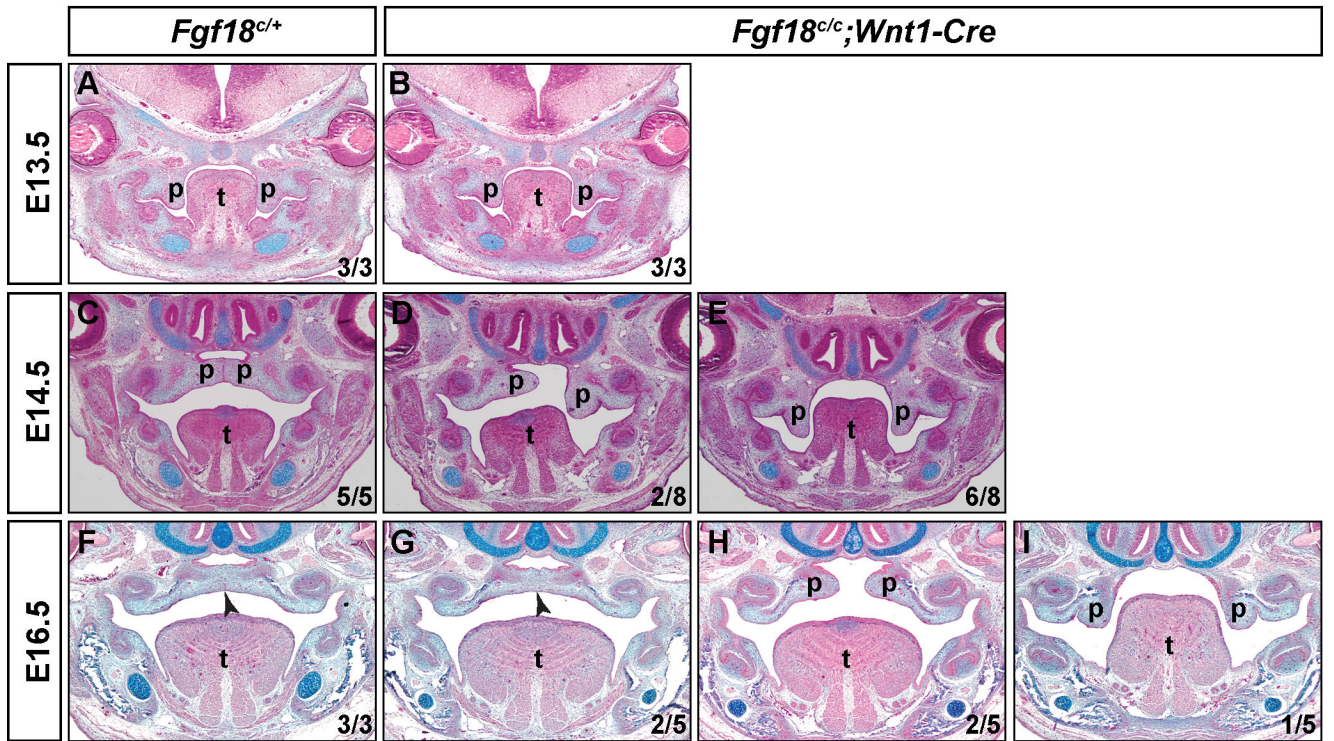 Fgf18c/+
Fgf18c/c;Wnt1-Cre
E13.5
A
p
t
p
3/3
B
p
t
p
3/3
E14.5
C
p p
t
5/5
D
p
p
t
2/8
E
p
t
p
6/8
E16.5
F
t
3/3
G
t
2/5
H
p
p
t
2/5
I
p
t
p
1/5